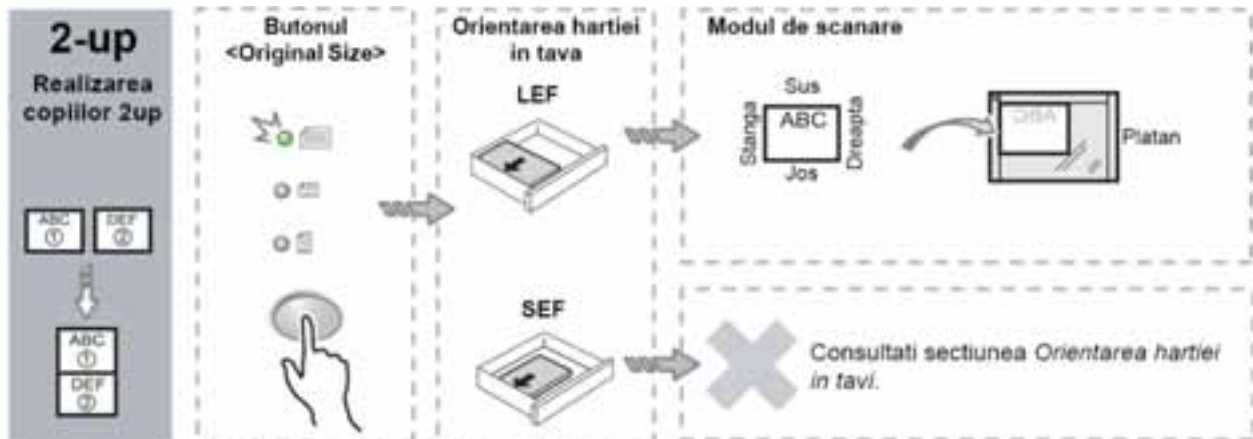 2-up
Realizarea
copiilor 2up
ABC
①
DEF
②
ABC
①
DEF
②
Butonul
<Original Size>
Orientarea hartiei
in tava
LEF
SEF
Modul de scanare
Sus
Stanga
ABC
Dreapta
Jos
ABC
Platan
Consultati sectiunea Orientarea hartiei
in tavi.